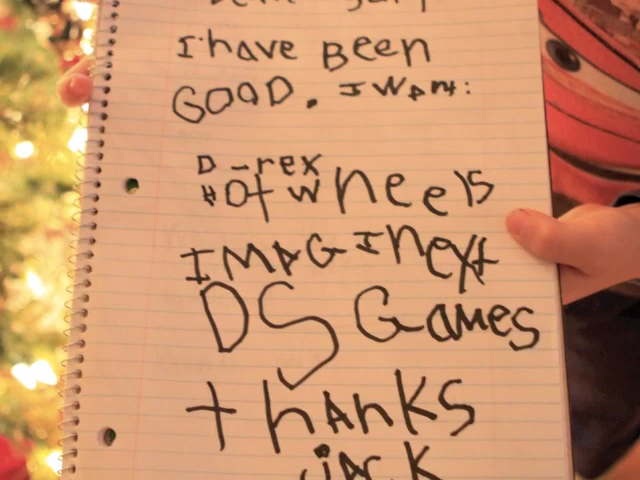 I have Been
GOOD. I WANt:
D-rex
HOt wheels
IMAGINext
DS Games
thAnKS
jAcK